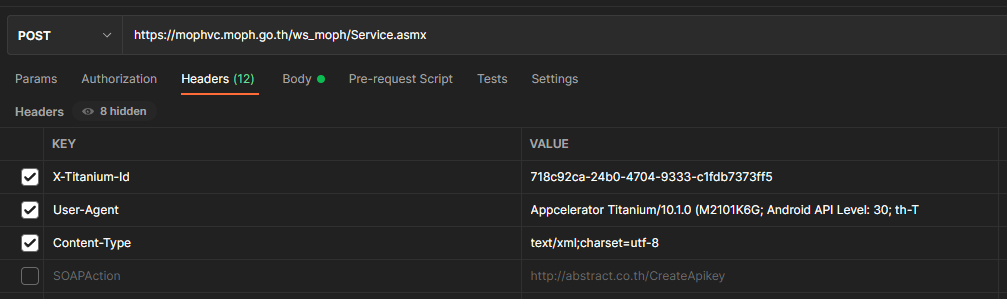 POST https://mophvc.moph.go.th/ws_moph/Service.asmx
Params Authorization Headers (12) Body Pre-request Script Tests Settings
Headers 8 hidden
KEY VALUE
X-Titanium-Id 718c92ca-24b0-4704-9333-c1fdb7373ff5
User-Agent Appcelerator Titanium/10.1.0 (M2101K6G; Android API Level: 30; th-T
Content-Type text/xml;charset=utf-8
SOAPAction http://abstract.co.th/CreateApikey